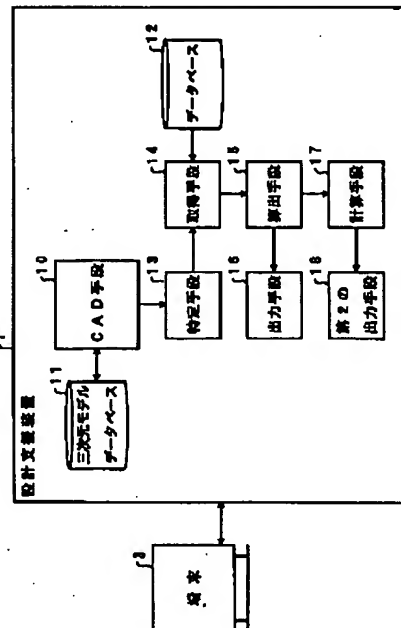 設計支援装置
10
CAD手段
11
三次元モデル
データベース
12
データベース
13
特定手段
14
取得手段
15
算出手段
16
出力手段
17
計算手段
18
第2の
出力手段
端末